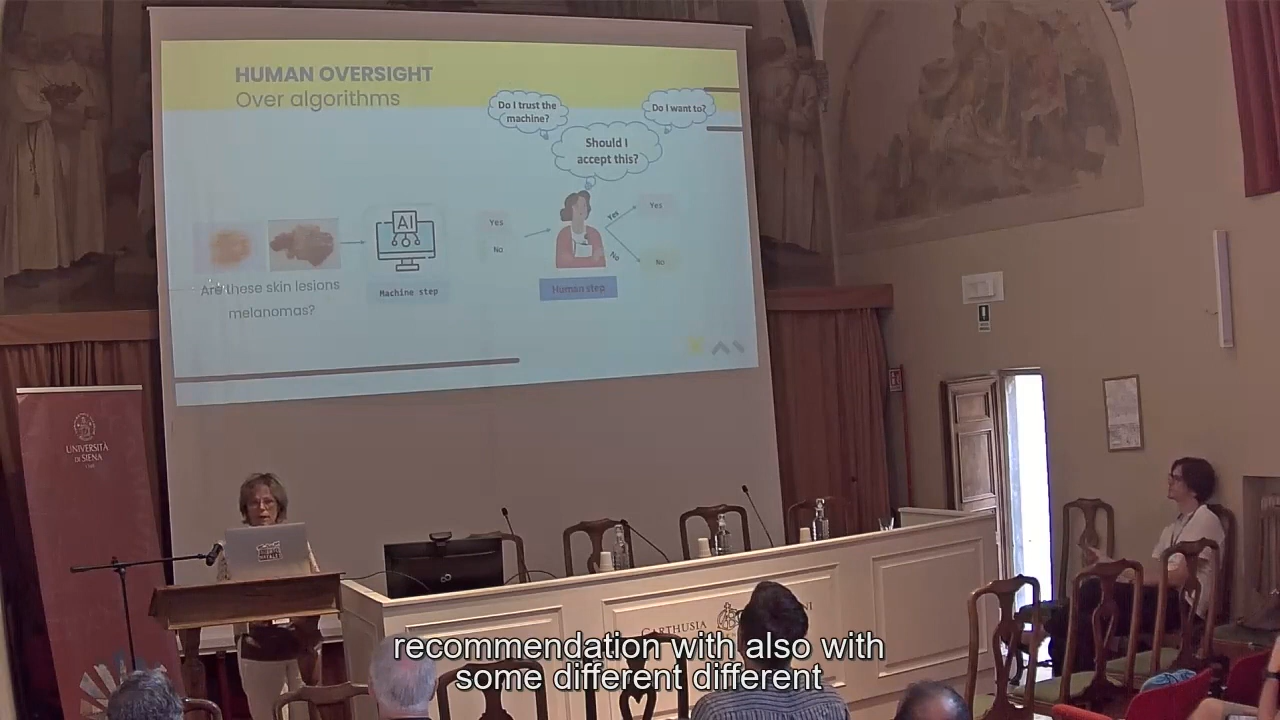 HUMAN OVERSIGHT
Over algorithms
Do I trust the
machine?
Do I want to?
Should I
accept this?
AI
Yes
No
Yes
No
Yes
No
Are these skin lesions
melanomas?
Machine step
Human step
UNIVERSITÀ
DI SIENA
CARTHUSIA
recommendation with also with
some different different